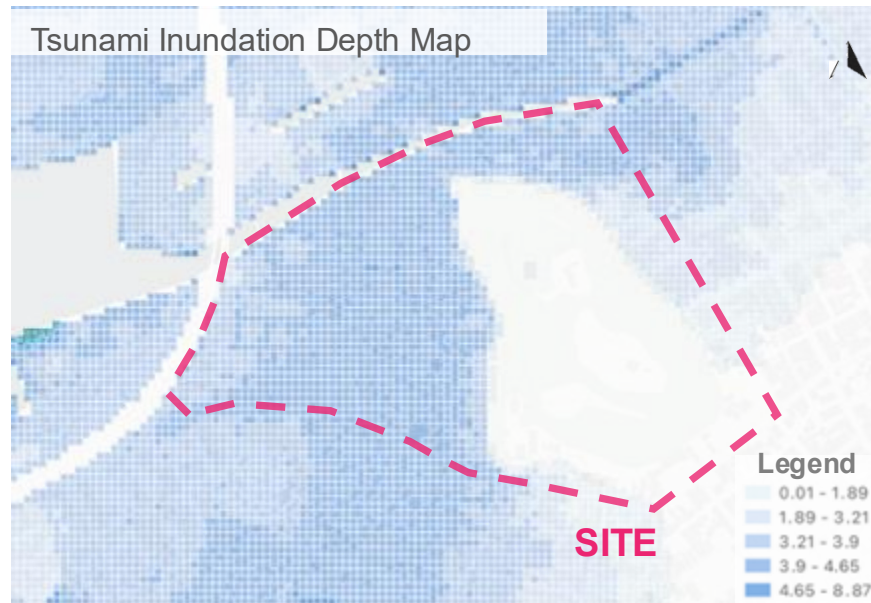 Tsunami Inundation Depth Map
Legend
0.01 - 1.89
1.89 - 3.21
3.21 - 3.9
3.9 - 4.65
4.65 - 8.87
SITE